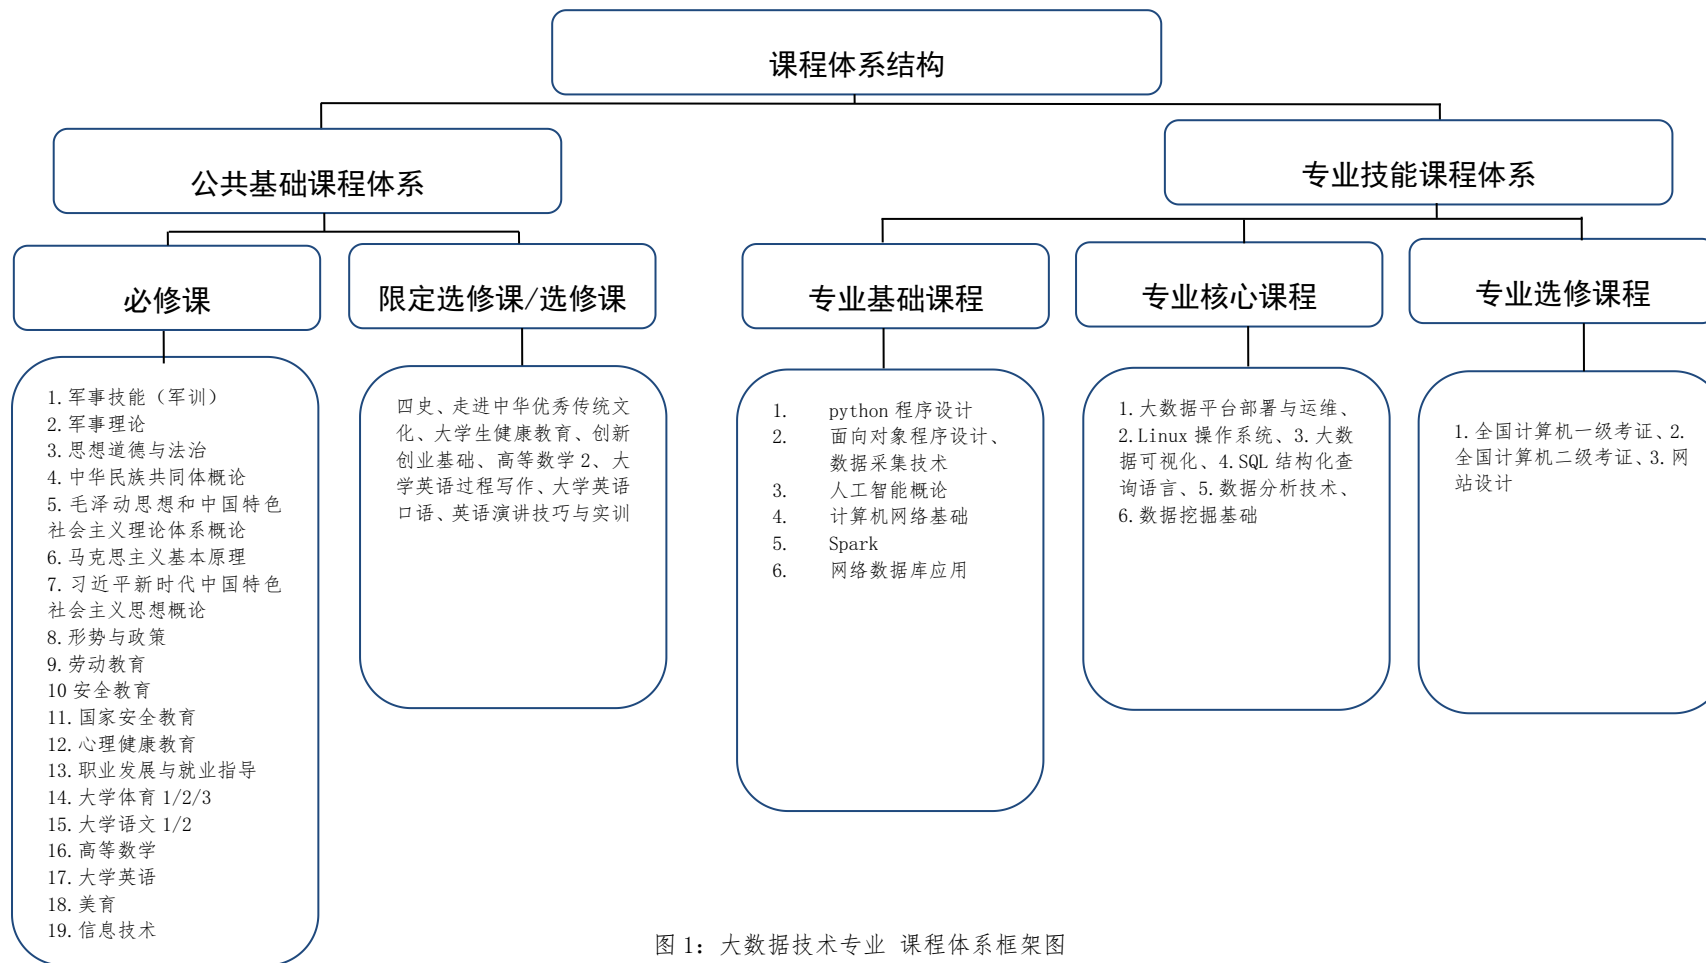 课程体系结构
公共基础课程体系
专业技能课程体系
必修课
限定选修课/选修课
专业基础课程
专业核心课程
专业选修课程
1.军事技能（军训）
2.军事理论
3.思想道德与法治
4.中华民族共同体概论
5.毛泽动思想和中国特色
社会主义理论体系概论
6.马克思主义基本原理
7.习近平新时代中国特色
社会主义思想概论
8.形势与政策
9.劳动教育
10安全教育
11.国家安全教育
12.心理健康教育
13.职业发展与就业指导
14.大学体育 1/2/3
15.大学语文 1/2
16.高等数学
17.大学英语
18.美育
19.信息技术
四史、走进中华优秀传统文
化、大学生健康教育、创新
创业基础、高等数学 2、大
学英语过程写作、大学英语
口语、英语演讲技巧与实训
1. python 程序设计
2. 面向对象程序设计、
数据采集技术
3. 人工智能概论
4. 计算机网络基础
5. Spark
6. 网络数据库应用
1.大数据平台部署与运维、
2.Linux 操作系统、3.大数
据可视化、4.SQL 结构化查
询语言、5.数据分析技术、
6.数据挖掘基础
1.全国计算机一级考证、2.
全国计算机二级考证、3.网
站设计
图 1：大数据技术专业 课程体系框架图